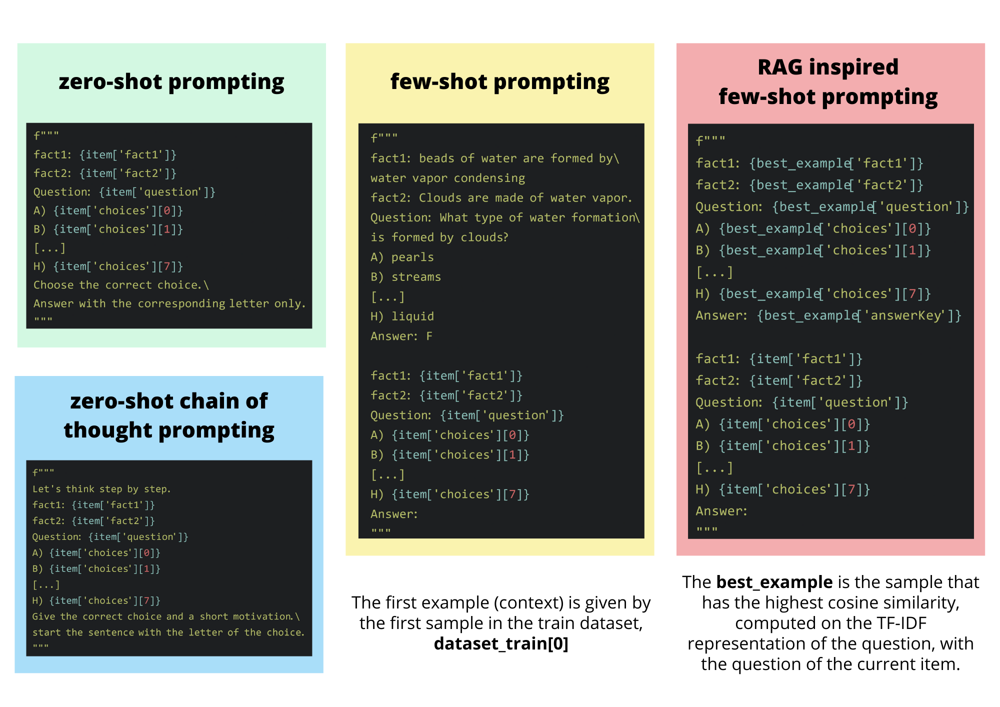 zero-shot prompting
f"""
fact1: {item['fact1']}
fact2: {item['fact2']}
Question: {item['question']}
A) {item['choices'][0]}
B) {item['choices'][1]}
[...]
H) {item['choices'][7]}
Choose the correct choice.\
Answer with the corresponding letter only.
"""
zero-shot chain of
thought prompting
f"""
Let's think step by step.
fact1: {item['fact1']}
fact2: {item['fact2']}
Question: {item['question']}
A) {item['choices'][0]}
B) {item['choices'][1]}
[...]
H) {item['choices'][7]}
Give the correct choice and a short motivation.\
start the sentence with the letter of the choice.
"""
few-shot prompting
f"""
fact1: beads of water are formed by\
water vapor condensing
fact2: Clouds are made of water vapor.
Question: What type of water formation\
is formed by clouds?
A) pearls
B) streams
[...]
H) liquid
Answer: F
fact1: {item['fact1']}
fact2: {item['fact2']}
Question: {item['question']}
A) {item['choices'][0]}
B) {item['choices'][1]}
[...]
H) {item['choices'][7]}
Answer:
"""
The first example (context) is given by
the first sample in the train dataset,
dataset_train[0]
RAG inspired
few-shot prompting
f"""
fact1: {best_example['fact1']}
fact2: {best_example['fact2']}
Question: {best_example['question']}
A) {best_example['choices'][0]}
B) {best_example['choices'][1]}
[...]
H) {best_example['choices'][7]}
Answer: {best_example['answerKey']}
fact1: {item['fact1']}
fact2: {item['fact2']}
Question: {item['question']}
A) {item['choices'][0]}
B) {item['choices'][1]}
[...]
H) {item['choices'][7]}
Answer:
"""
The best_example is the sample that
has the highest cosine similarity,
computed on the TF-IDF
representation of the question, with
the question of the current item.